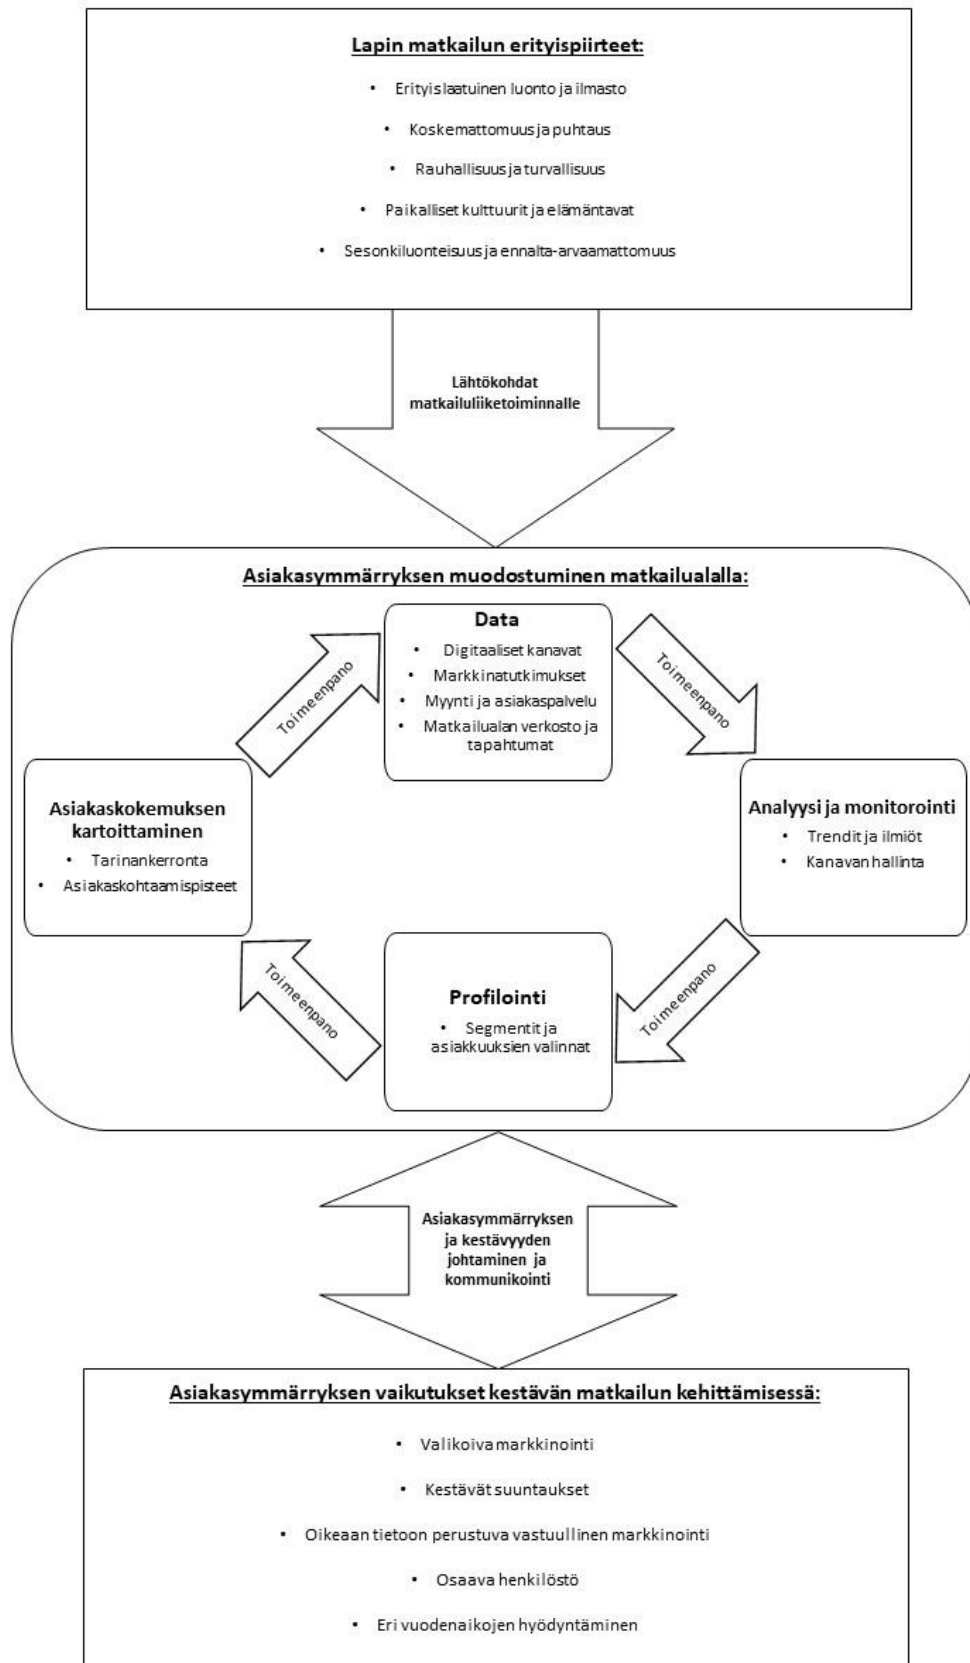 Lapin matkailun erityispiirteet:
• Erityislaatuinen luonto ja ilmasto
• Koskemattomuus ja puhtaus
• Rauhallisuus ja turvallisuus
• Paikalliset kulttuurit ja elämäntavat
• Sesonkiluonteisuus ja ennalta-arvaamattomuus
Lähtökohdat
matkailuliiketoiminnalle
Asiakasymmärryksen muodostuminen matkailualalla:
Data
• Digitaaliset kanavat
• Markkinatutkimukset
• Myynti ja asiakaspalvelu
• Matkailualan verkosto ja
tapahtumat
Toimeenpano
Analyysi ja monitorointi
• Trendit ja ilmiöt
• Kanavan hallinta
Toimeenpano
Profilointi
• Segmentit ja
asiakkuuksien valinnat
Toimeenpano
Asiakaskokemuksen
kartoittaminen
• Tarinankerronta
• Asiakaskohtaamispisteet
Toimeenpano
Asiakasymmärryksen
ja kestävyyden
johtaminen ja
kommunikointi
Asiakasymmärryksen vaikutukset kestävän matkailun kehittämisessä:
• Valikoiva markkinointi
• Kestävät suuntaukset
• Oikeaan tietoon perustuva vastuullinen markkinointi
• Osaava henkilöstö
• Eri vuodenaikojen hyödyntäminen